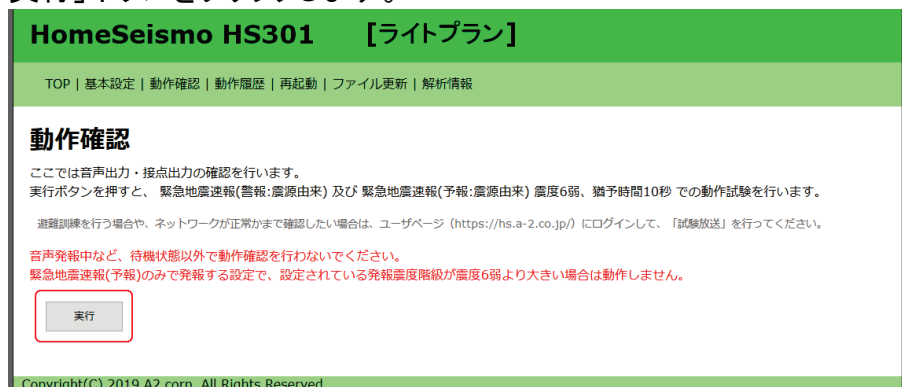 HomeSeismo HS301 [ライトプラン]
TOP | 基本設定 | 動作確認 | 動作履歴 | 再起動 | ファイル更新 | 解析情報
動作確認
ここでは音声出力・接点出力の確認を行います。
実行ボタンを押すと、 緊急地震速報(警報:震源由来) 及び 緊急地震速報(予報:震源由来) 震度6弱、猶予時間10秒 での動作試験を行います。
避難訓練を行う場合や、ネットワークが正常かまで確認したい場合は、ユーザページ（https://hs.a-2.co.jp/）にログインして、「試験放送」を行ってください。
音声発報中など、待機状態以外で動作確認を行わないでください。
緊急地震速報(予報)のみで発報する設定で、設定されている発報震度階級が震度6弱より大きい場合は動作しません。
実行
Copyright(C) 2019 A2 corp. All Rights Reserved